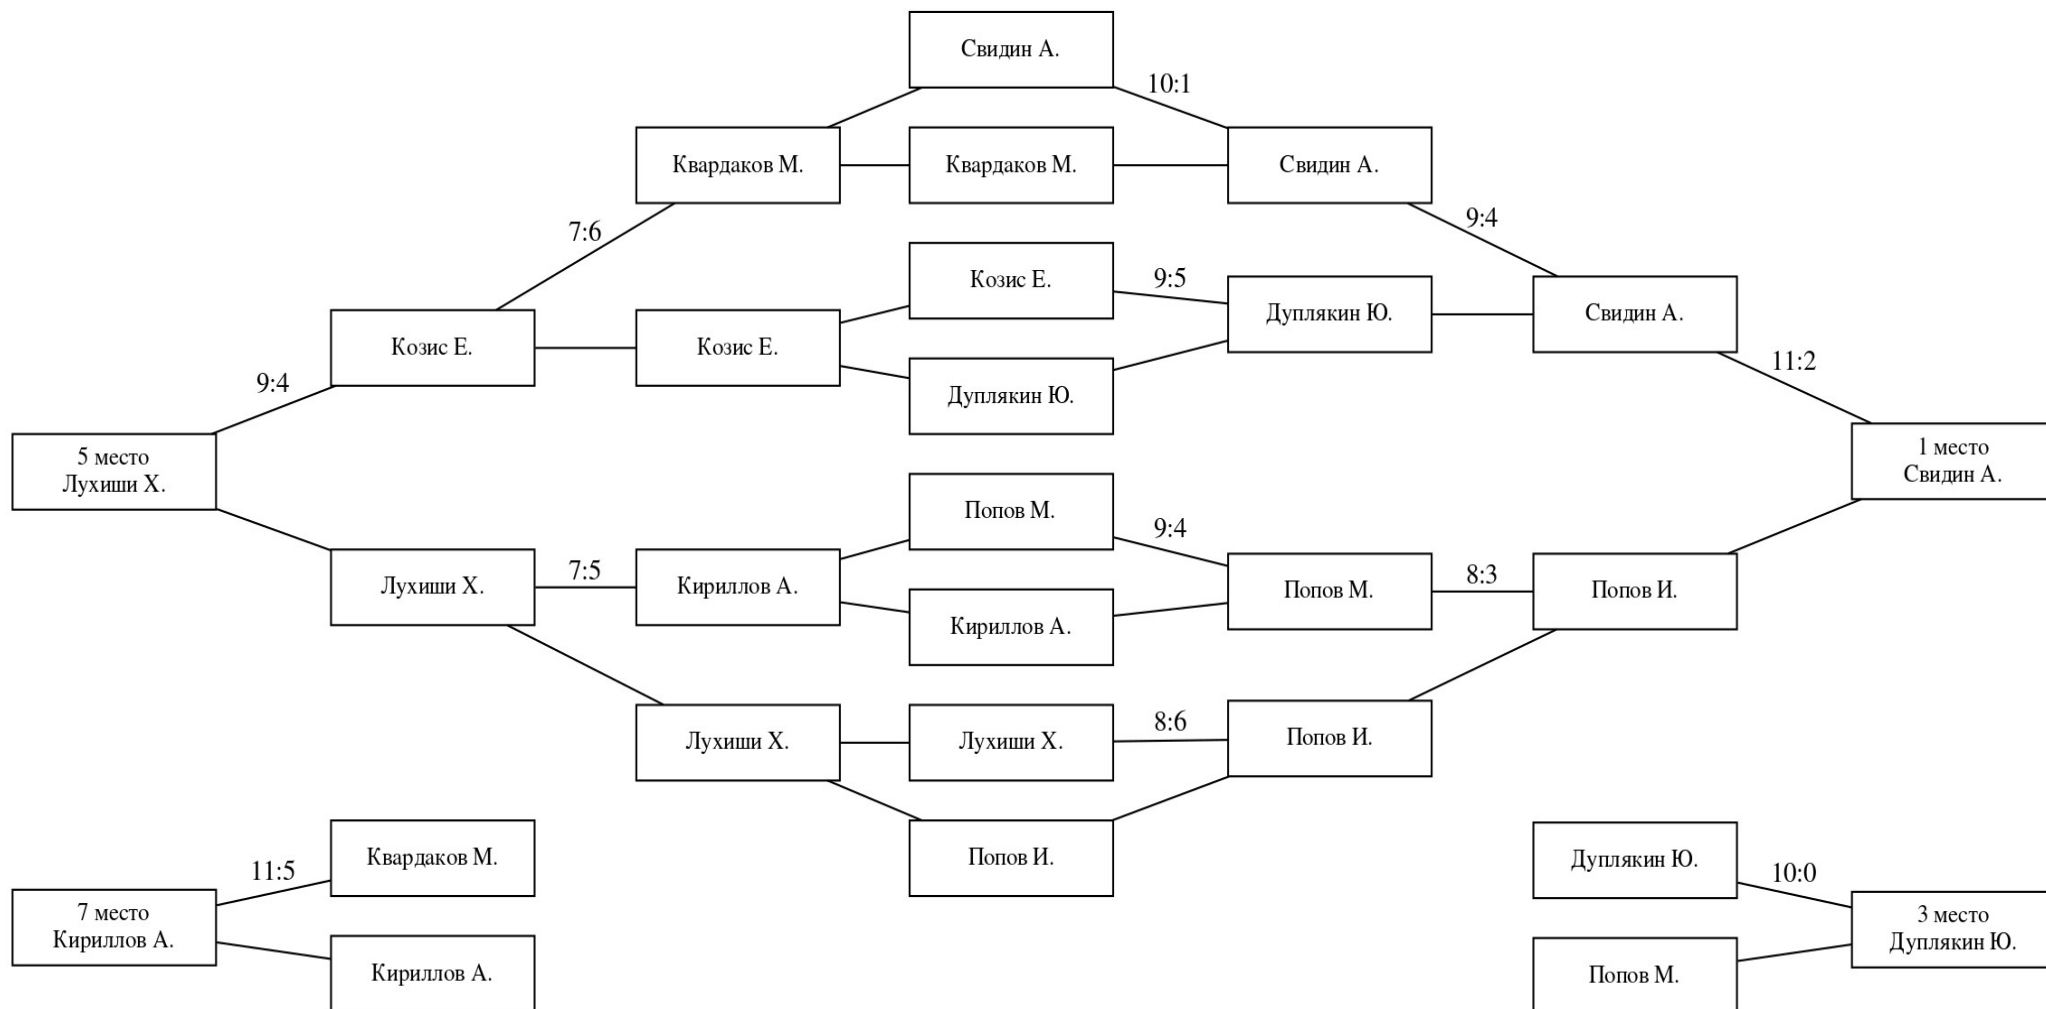 Свидин А.
10:1
Квардаков М.
Квардаков М.
Свидин А.
7:6
9:4
Козис Е.
9:5
Дуплякин Ю.
Свидин А.
Козис Е.
Козис Е.
11:2
9:4
Дуплякин Ю.
5 место
Лухиши Х.
1 место
Свидин А.
Попов М.
9:4
Лухиши Х.
7:5
Кириллов А.
Попов М.
8:3
Попов И.
Кириллов А.
Лухиши Х.
Лухиши Х.
8:6
Попов И.
Попов И.
Квардаков М.
11:5
7 место
Кириллов А.
Кириллов А.
Дуплякин Ю.
10:0
3 место
Дуплякин Ю.
Попов М.